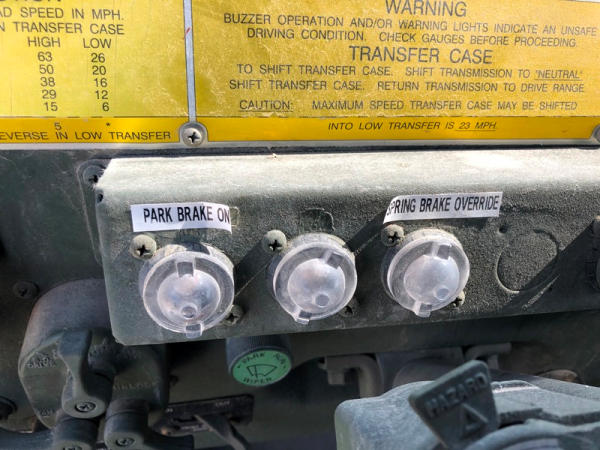 AD SPEED IN MPH.
N TRANSFER CASE
HIGH LOW
63 26
50 20
38 16
29 12
15 6
5 *
EVERSE IN LOW TRANSFER
WARNING
BUZZER OPERATION AND/OR WARNING LIGHTS INDICATE AN UNSAFE
DRIVING CONDITION. CHECK GAUGES BEFORE PROCEEDING.
TRANSFER CASE
TO SHIFT TRANSFER CASE. SHIFT TRANSMISSION TO "NEUTRAL"
SHIFT TRANSFER CASE. RETURN TRANSMISSION TO DRIVE RANGE.
CAUTION: MAXIMUM SPEED TRANSFER CASE MAY BE SHIFTED
INTO LOW TRANSFER IS 23 MPH.
PARK BRAKE ON
SPRING BRAKE OVERRIDE
PARK
WIPER
HAZARD